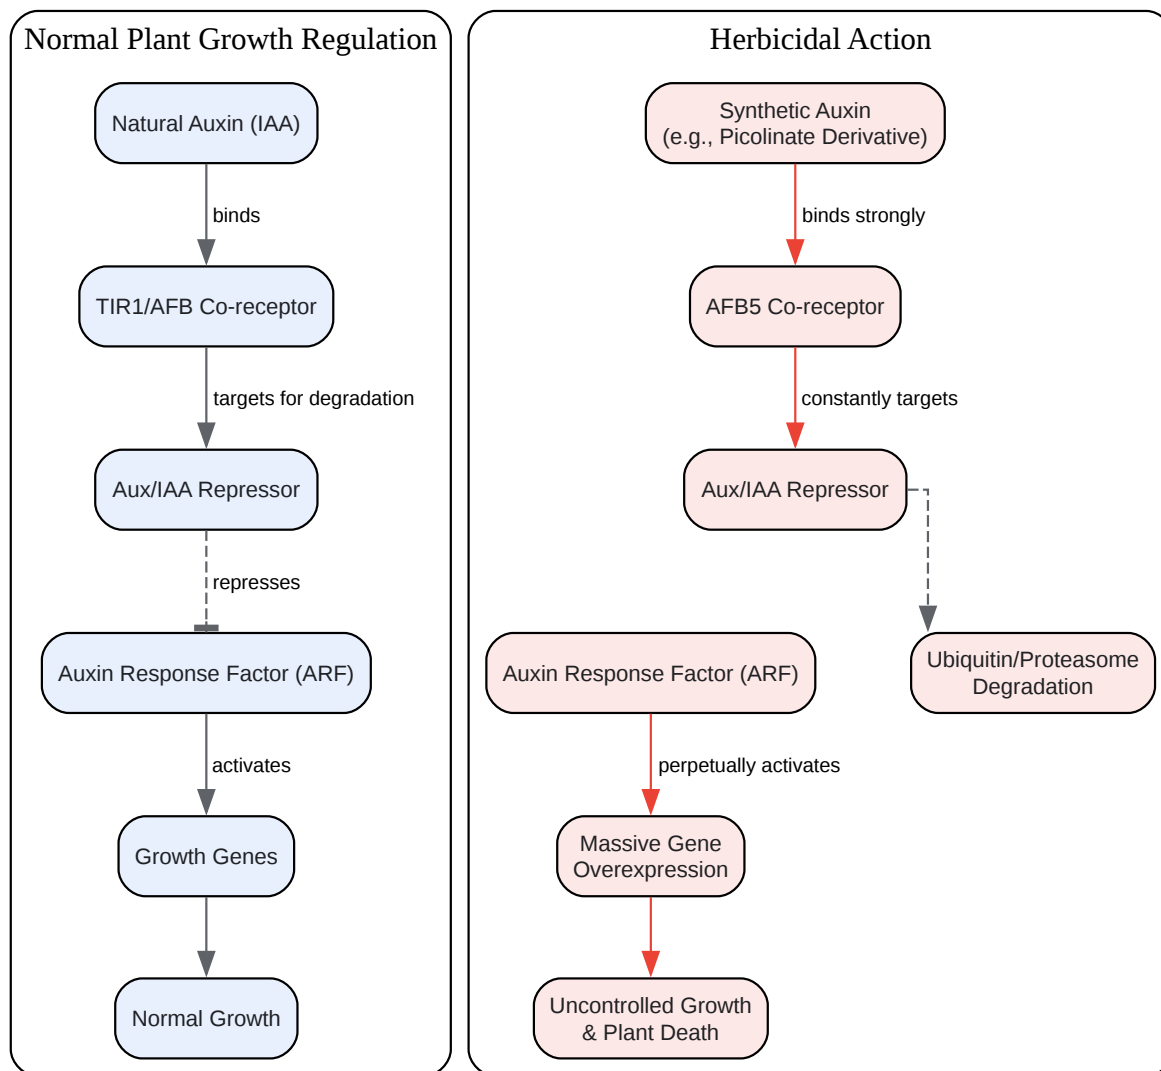 Normal Plant Growth Regulation
Natural Auxin (IAA)
binds
TIR1/AFB Co-receptor
targets for degradation
Aux/IAA Repressor
represses
Auxin Response Factor (ARF)
activates
Growth Genes
Normal Growth
Herbicidal Action
Synthetic Auxin
(e.g., Picolinate Derivative)
binds strongly
AFB5 Co-receptor
constantly targets
Aux/IAA Repressor
Ubiquitin/Proteasome
Degradation
Auxin Response Factor (ARF)
perpetually activates
Massive Gene
Overexpression
Uncontrolled Growth
& Plant Death